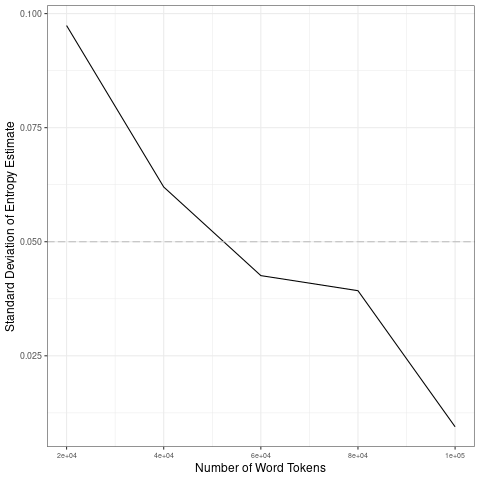 Standard Deviation of Entropy Estimate
0.100
0.075
0.050
0.025
2e+04 4e+04 6e+04 8e+04 1e+05
Number of Word Tokens